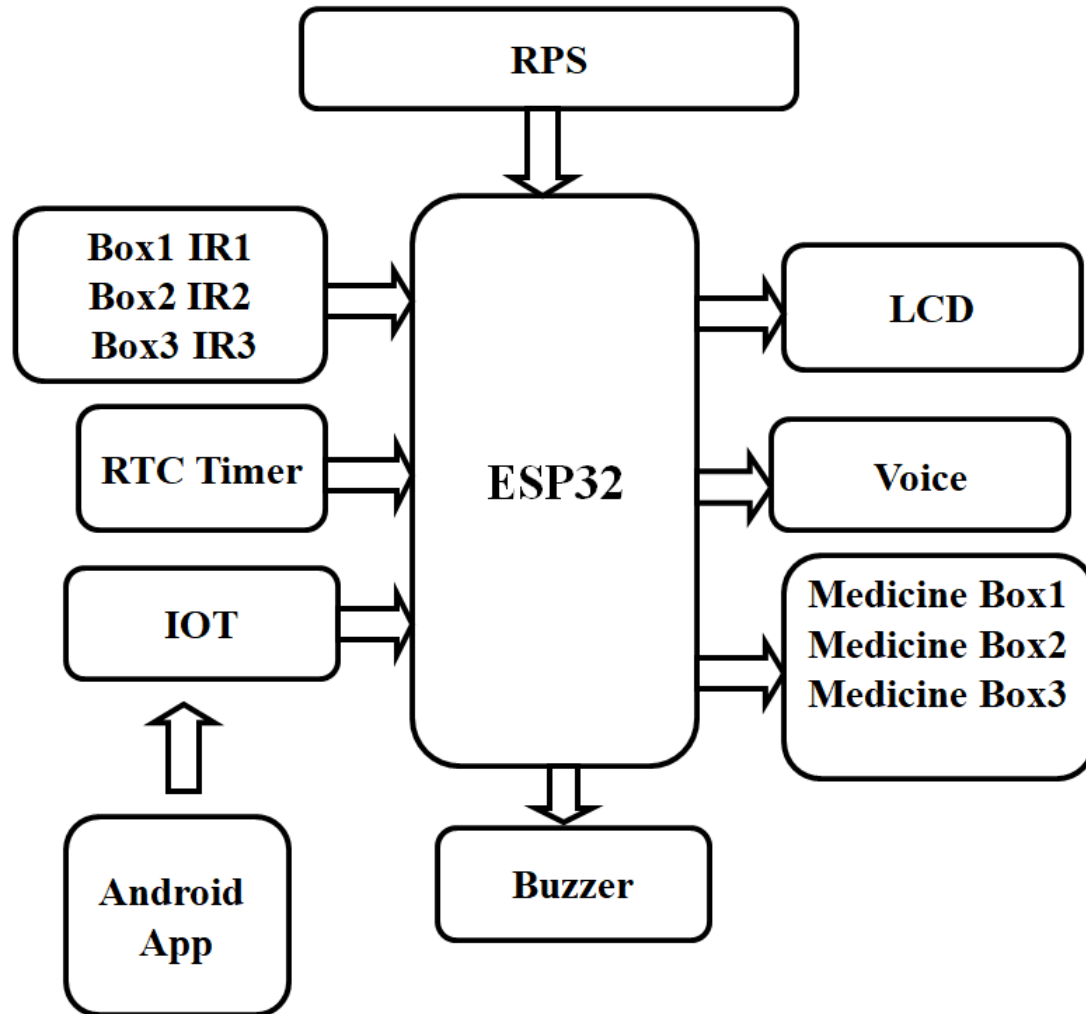 RPS
Box1 IR1
Box2 IR2
Box3 IR3
RTC Timer
IOT
Android
App
ESP32
LCD
Voice
Medicine Box1
Medicine Box2
Medicine Box3
Buzzer